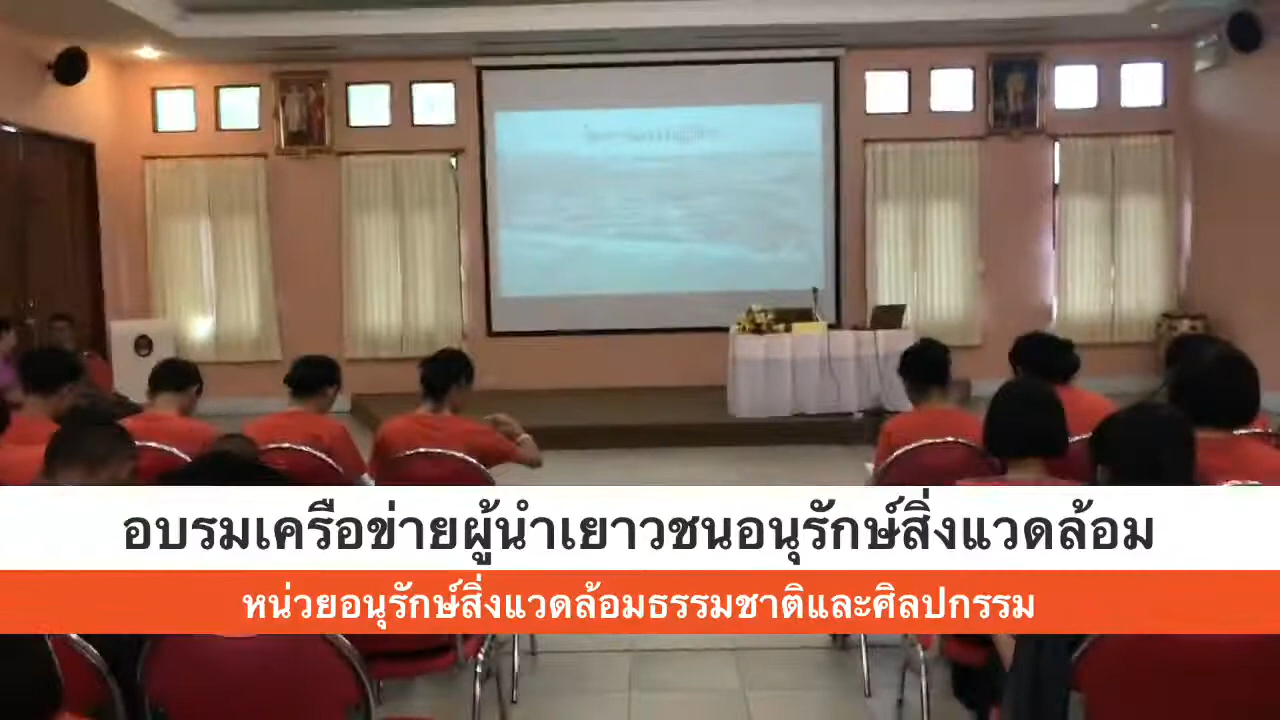 อบรมเครือข่ายผู้นำเยาวชนอนุรักษ์สิ่งแวดล้อม
หน่วยอนุรักษ์สิ่งแวดล้อมธรรมชาติและศิลปกรรม